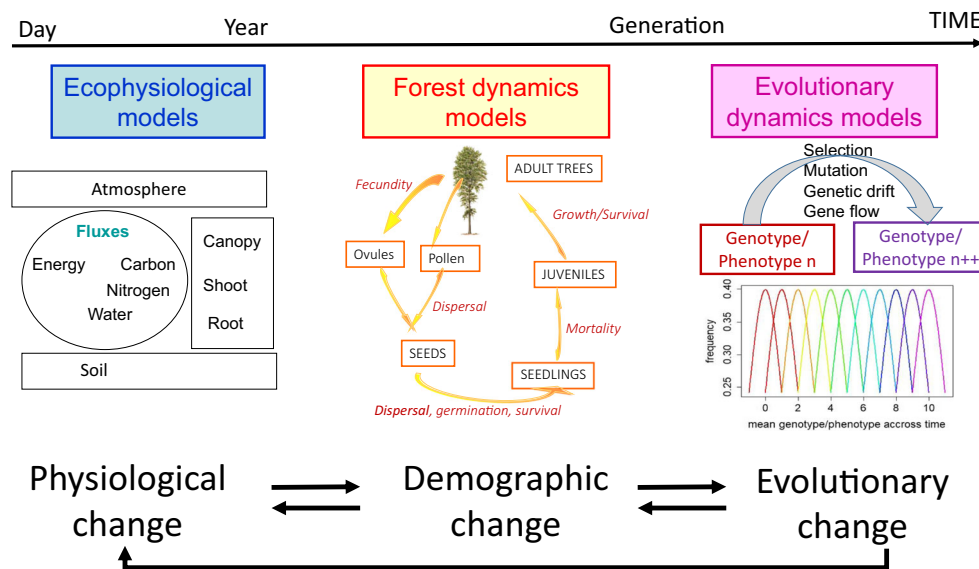 Day
Year
Generation
TIME
Ecophysiological
models
Atmosphere
Fluxes
Energy
Carbon
Nitrogen
Water
Canopy
Shoot
Root
Soil
Forest dynamics
models
Fecundity
ADULT TREES
Growth/Survival
Ovules
Pollen
JUVENILES
Dispersal
Mortality
SEEDS
SEEDLINGS
Dispersal, germination, survival
Evolutionary
dynamics models
Selection
Mutation
Genetic drift
Gene flow
Genotype/
Phenotype n
Genotype/
Phenotype n++
frequency
0.40
0.35
0.30
0.25
0 2 4 6 8 10
mean genotype/phenotype accross time
Physiological
change
Demographic
change
Evolutionary
change